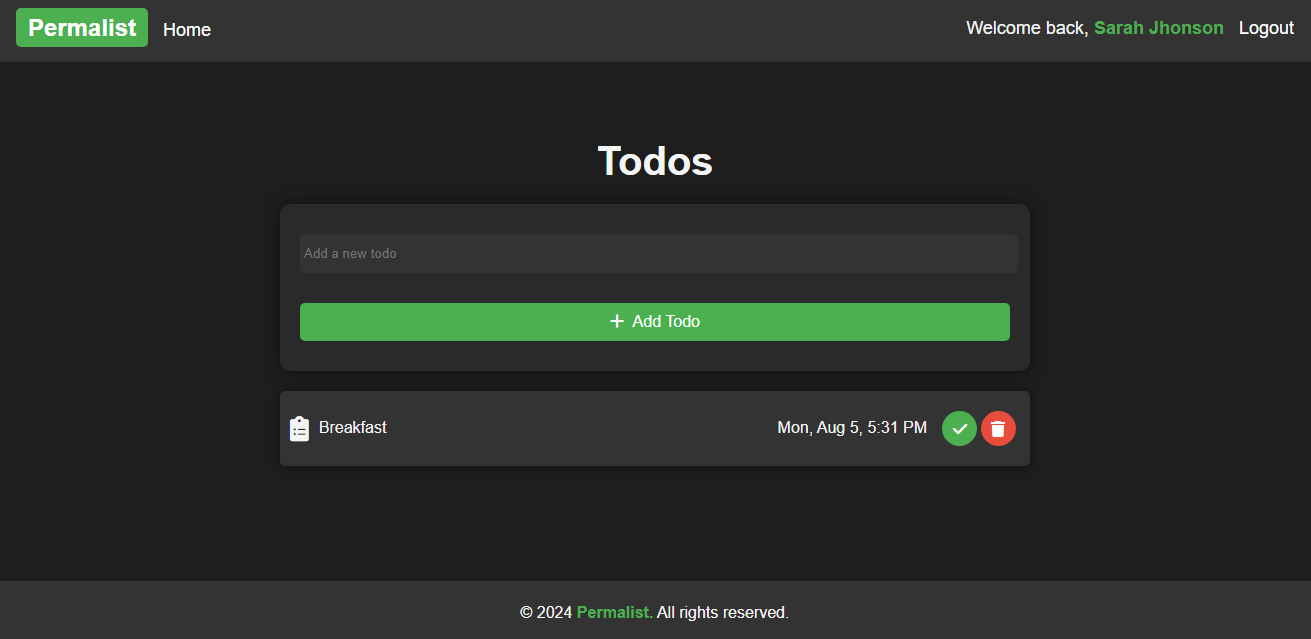 Permalist Home Welcome back, Sarah Jhonson Logout
Todos
Add a new todo
Add Todo
Breakfast Mon, Aug 5, 5:31 PM
© 2024 Permalist. All rights reserved.